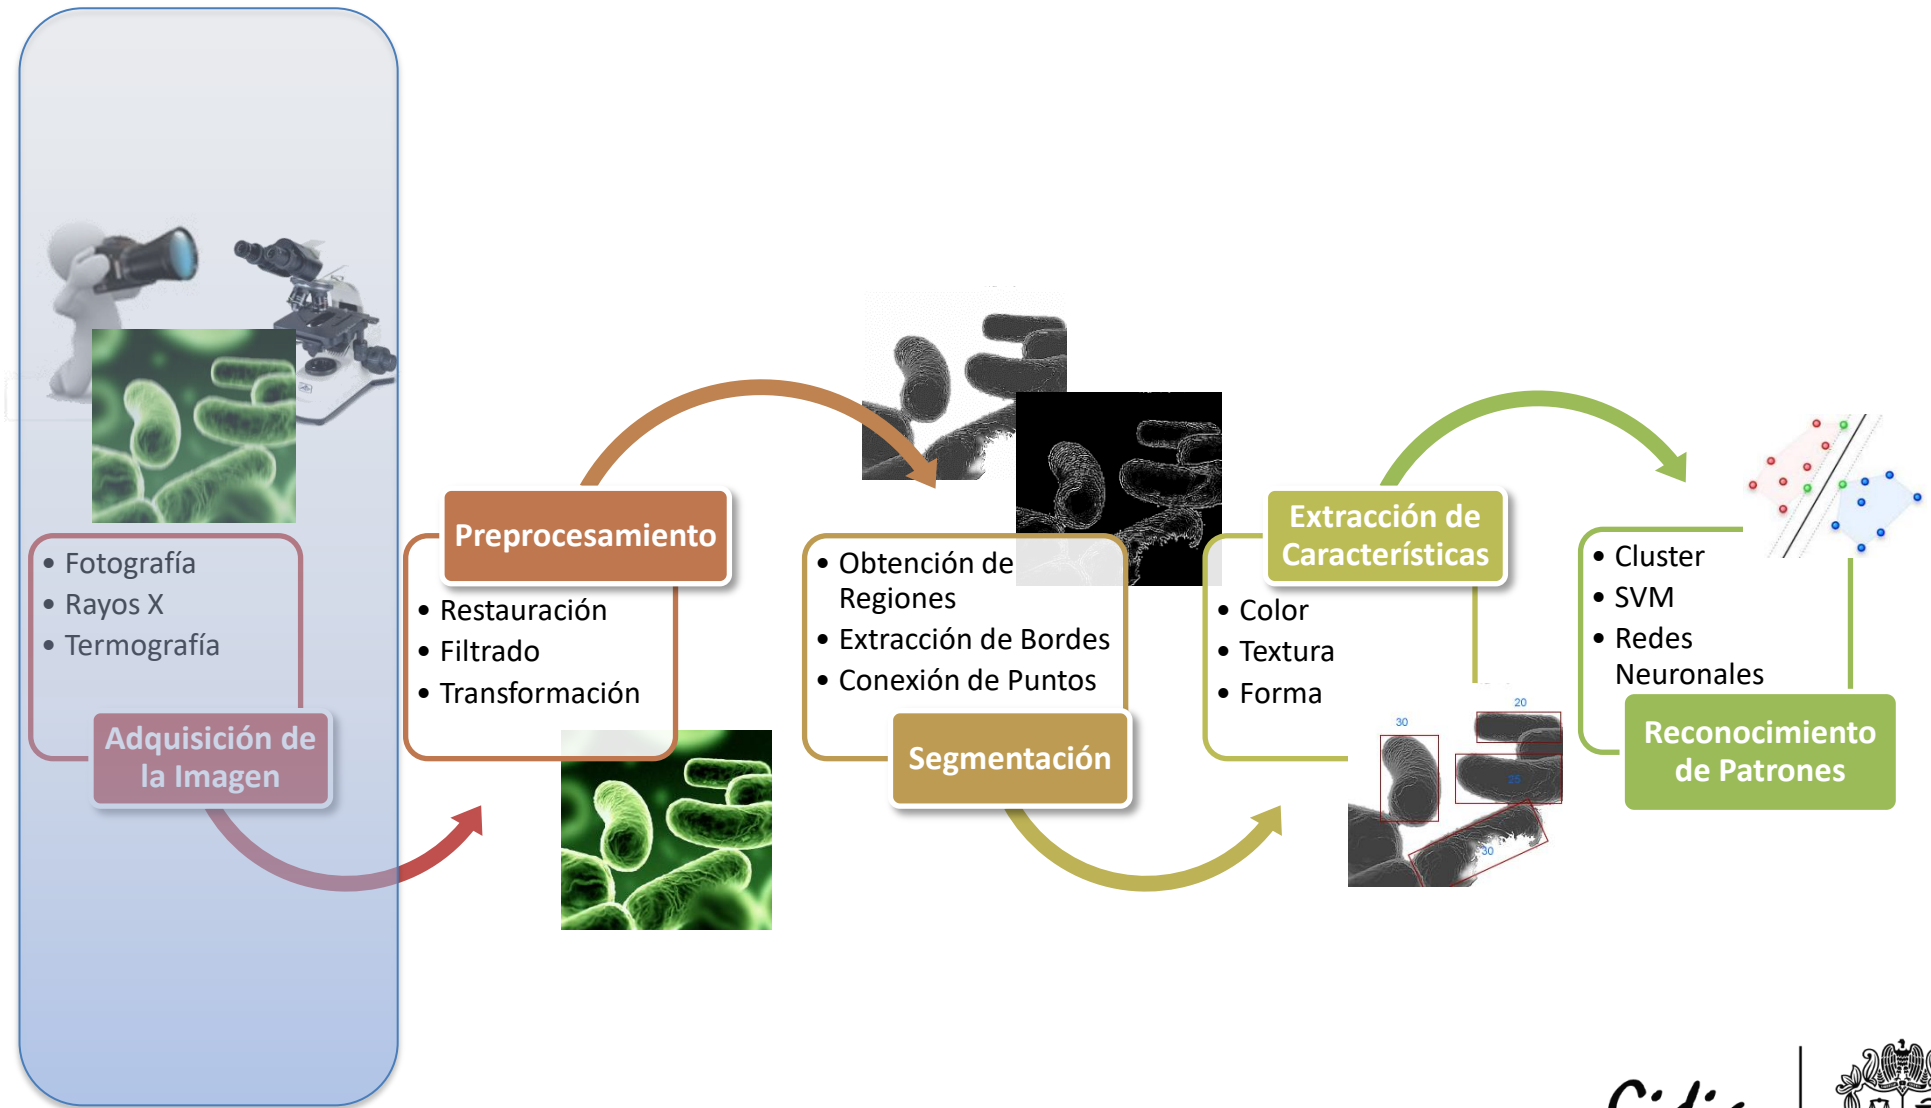 • Fotografía
• Rayos X
• Termografía
Adquisición de
la Imagen
Preprocesamiento
• Restauración
• Filtrado
• Transformación
• Obtención de
Regiones
• Extracción de Bordes
• Conexión de Puntos
Segmentación
Extracción de
Características
• Color
• Textura
• Forma
30
20
25
30
• Cluster
• SVM
• Redes
Neuronales
Reconocimiento
de Patrones